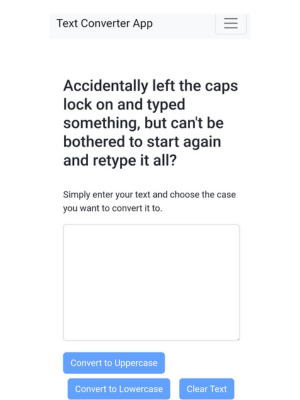 Text Converter App
Accidentally left the caps
lock on and typed
something, but can't be
bothered to start again
and retype it all?
Simply enter your text and choose the case
you want to convert it to.
Convert to Uppercase
Convert to Lowercase Clear Text